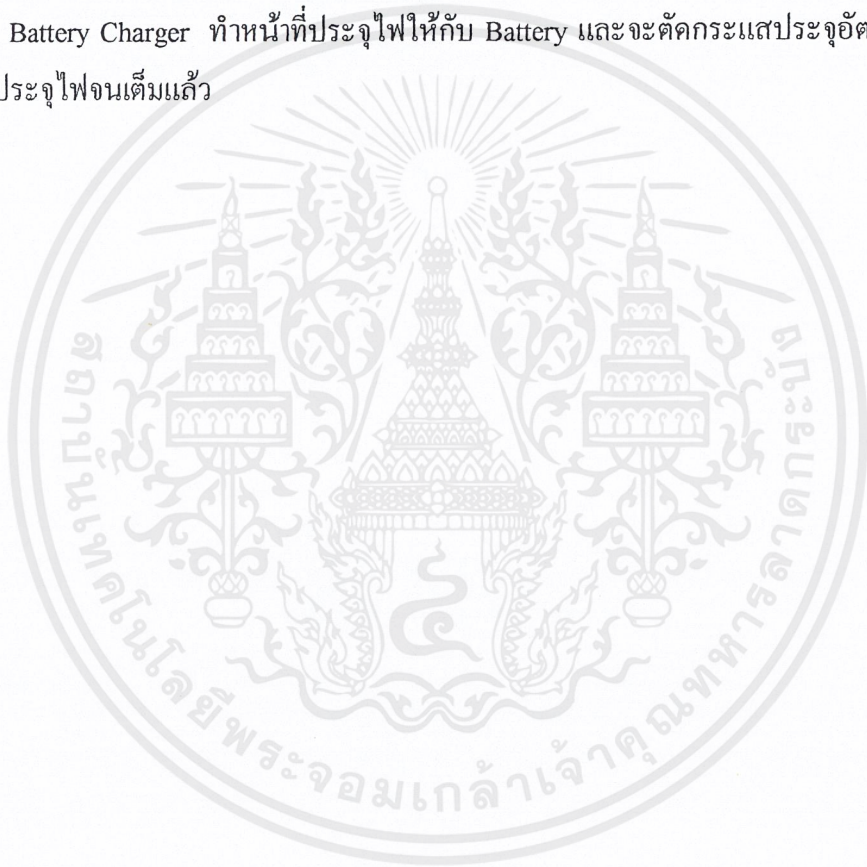 Battery Charger ทำหน้าที่ประจุไฟให้กับ Battery และจะตัดกระแสประจุอัต
ประจุไฟจนเต็มแล้ว
สถาบันเทคโนโลยีพระจอมเกล้าเจ้าคุณทหารลาดกระบัง
๔